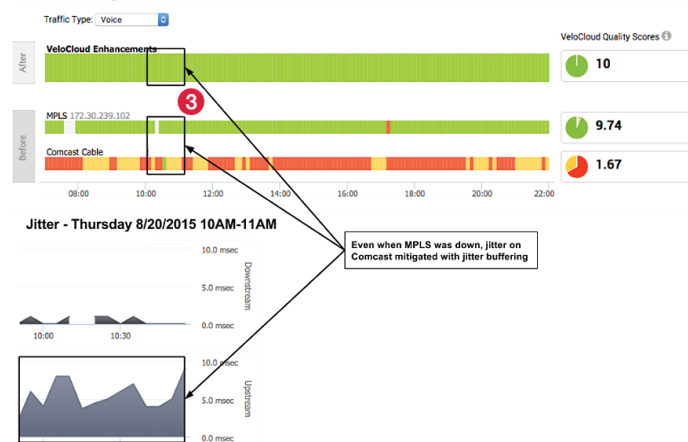 Traffic Type: Voice
VeloCloud Quality Scores
After
VeloCloud Enhancements
10
3
Before
MPLS 172.30.239.102
9.74
Comcast Cable
1.67
08:00 10:00 12:00 14:00 16:00 18:00 20:00 22:00
Jitter - Thursday 8/20/2015 10AM-11AM
Even when MPLS was down, jitter on
Comcast mitigated with jitter buffering
10.0 msec
5.0 msec
0.0 msec
Downstream
10:00 10:30
10.0 msec
5.0 msec
0.0 msec
Upstream